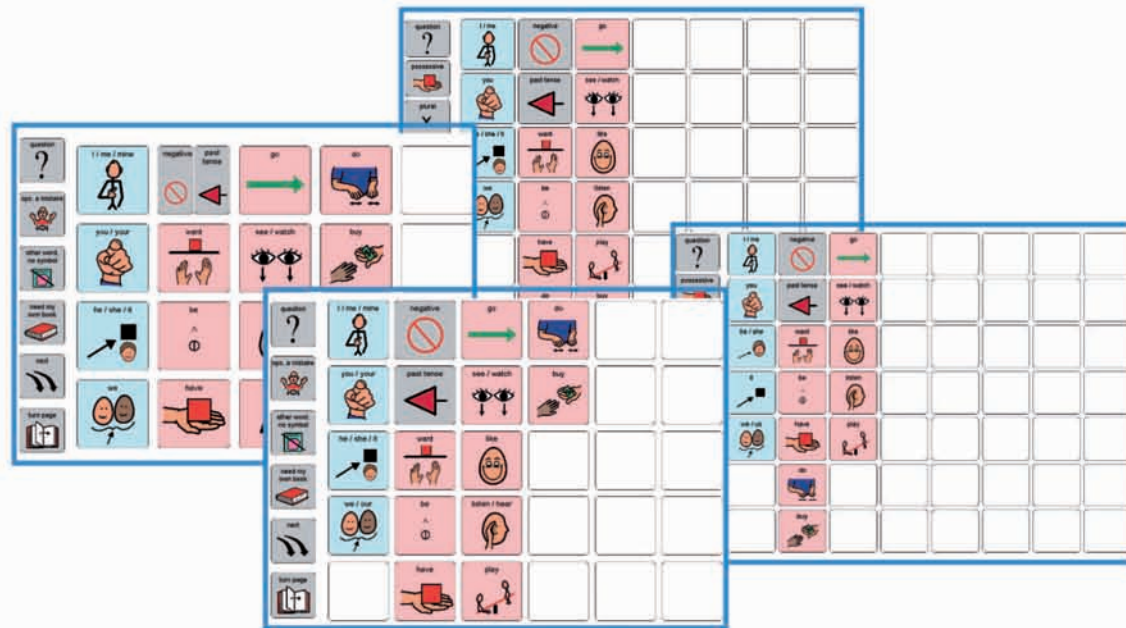 question
I / me
negative
go
possessive
you
past tense
see / watch
plural
/ she / it
want
like
we
be
listen
have
play
question
I / me / mine
negative
past
tense
go
do
ops, a mistake
you / your
want
see / watch
buy
other word,
no symbol
need my
own book
he / she / it
be
next
we
have
turn page
question
I / me / mine
negative
go
do
ops, a mistake
you / your
past tense
see / watch
buy
other word,
no symbol
he / she / it
want
like
need my
own book
we / our
be
listen / hear
next
have
play
turn page
question
I / me
negative
go
possessive
you
past tense
see / watch
he / she
want
like
it
be
listen
we / us
have
play
do
buy